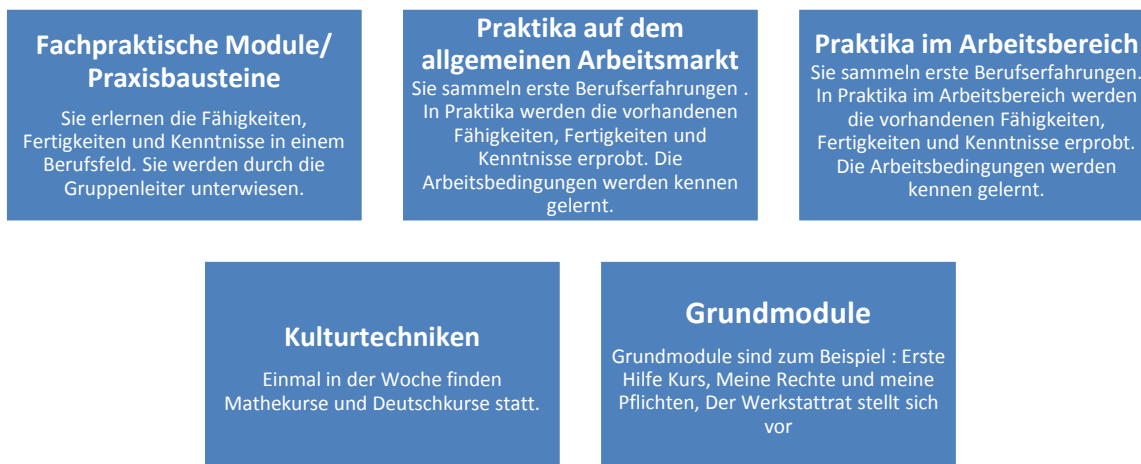 Fachpraktische Module/
Praxisbausteine
Sie erlernen die Fähigkeiten,
Fertigkeiten und Kenntnisse in einem
Berufsfeld. Sie werden durch die
Gruppenleiter unterwiesen.
Praktika auf dem
allgemeinen Arbeitsmarkt
Sie sammeln erste Berufserfahrungen .
In Praktika werden die vorhandenen
Fähigkeiten, Fertigkeiten und
Kenntnisse erprobt. Die
Arbeitsbedingungen werden kennen
gelernt.
Praktika im Arbeitsbereich
Sie sammeln erste Berufserfahrungen.
In Praktika im Arbeitsbereich werden
die vorhandenen Fähigkeiten,
Fertigkeiten und Kenntnisse erprobt.
Die Arbeitsbedingungen werden
kennen gelernt.
Kulturtechniken
Einmal in der Woche finden
Mathekurse und Deutschkurse statt.
Grundmodule
Grundmodule sind zum Beispiel : Erste
Hilfe Kurs, Meine Rechte und meine
Pflichten, Der Werkstattrat stellt sich
vor